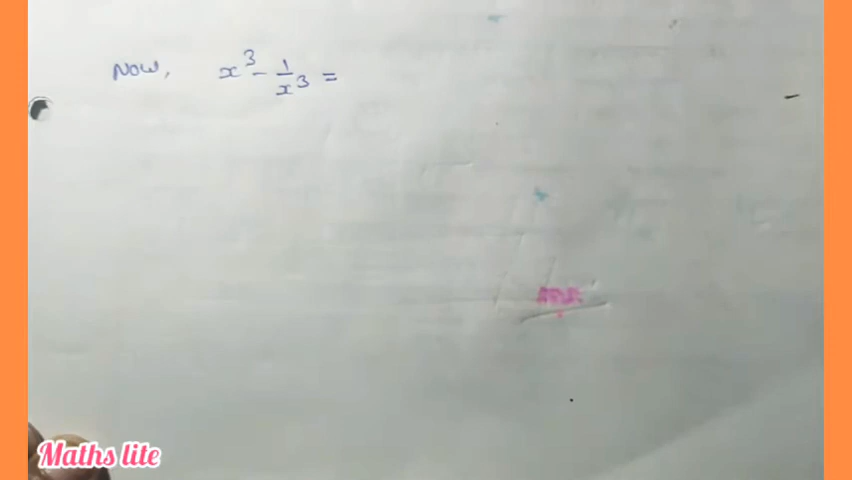 Now, x³ - 1/x³ =
Maths lite